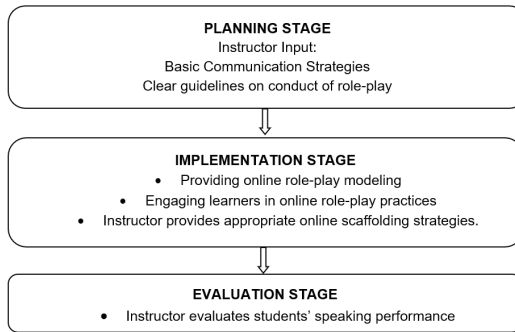 PLANNING STAGE
Instructor Input:
Basic Communication Strategies
Clear guidelines on conduct of role-play
IMPLEMENTATION STAGE
• Providing online role-play modeling
• Engaging learners in online role-play practices
• Instructor provides appropriate online scaffolding strategies.
EVALUATION STAGE
• Instructor evaluates students’ speaking performance